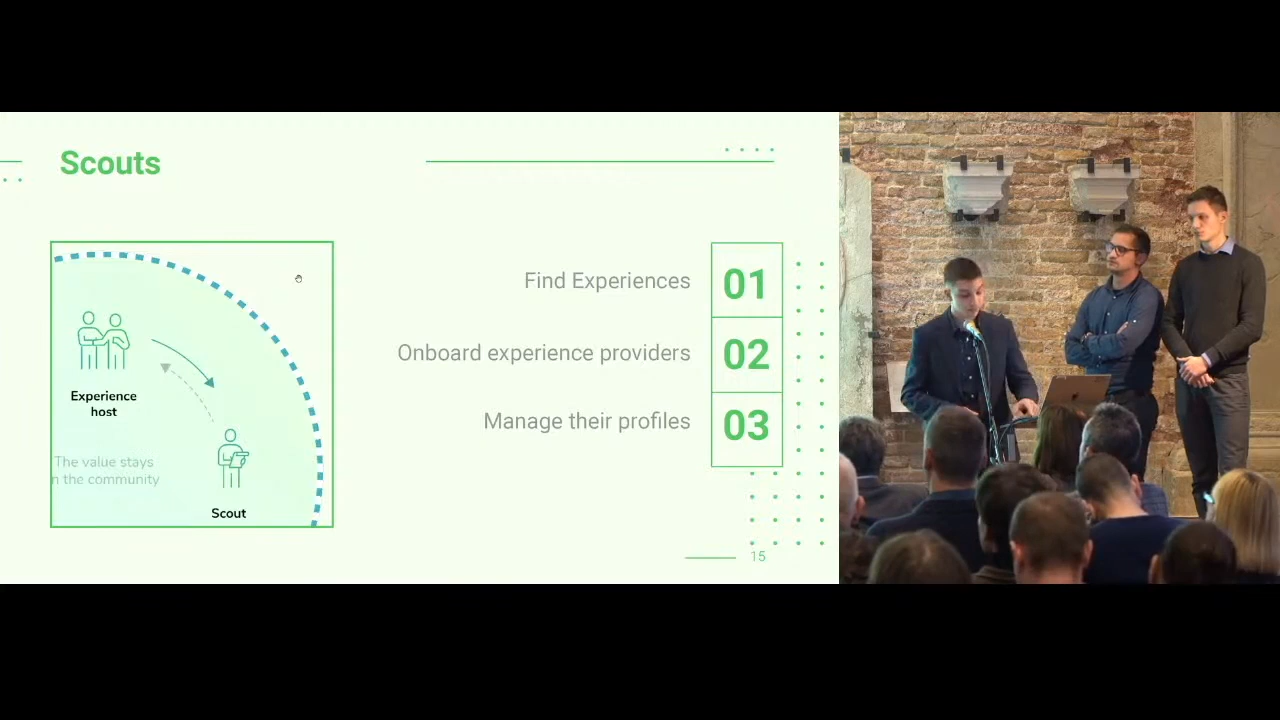 Scouts
Find Experiences
01
Onboard experience providers
02
Manage their profiles
03
Experience
host
The value stays
n the community
Scout
15